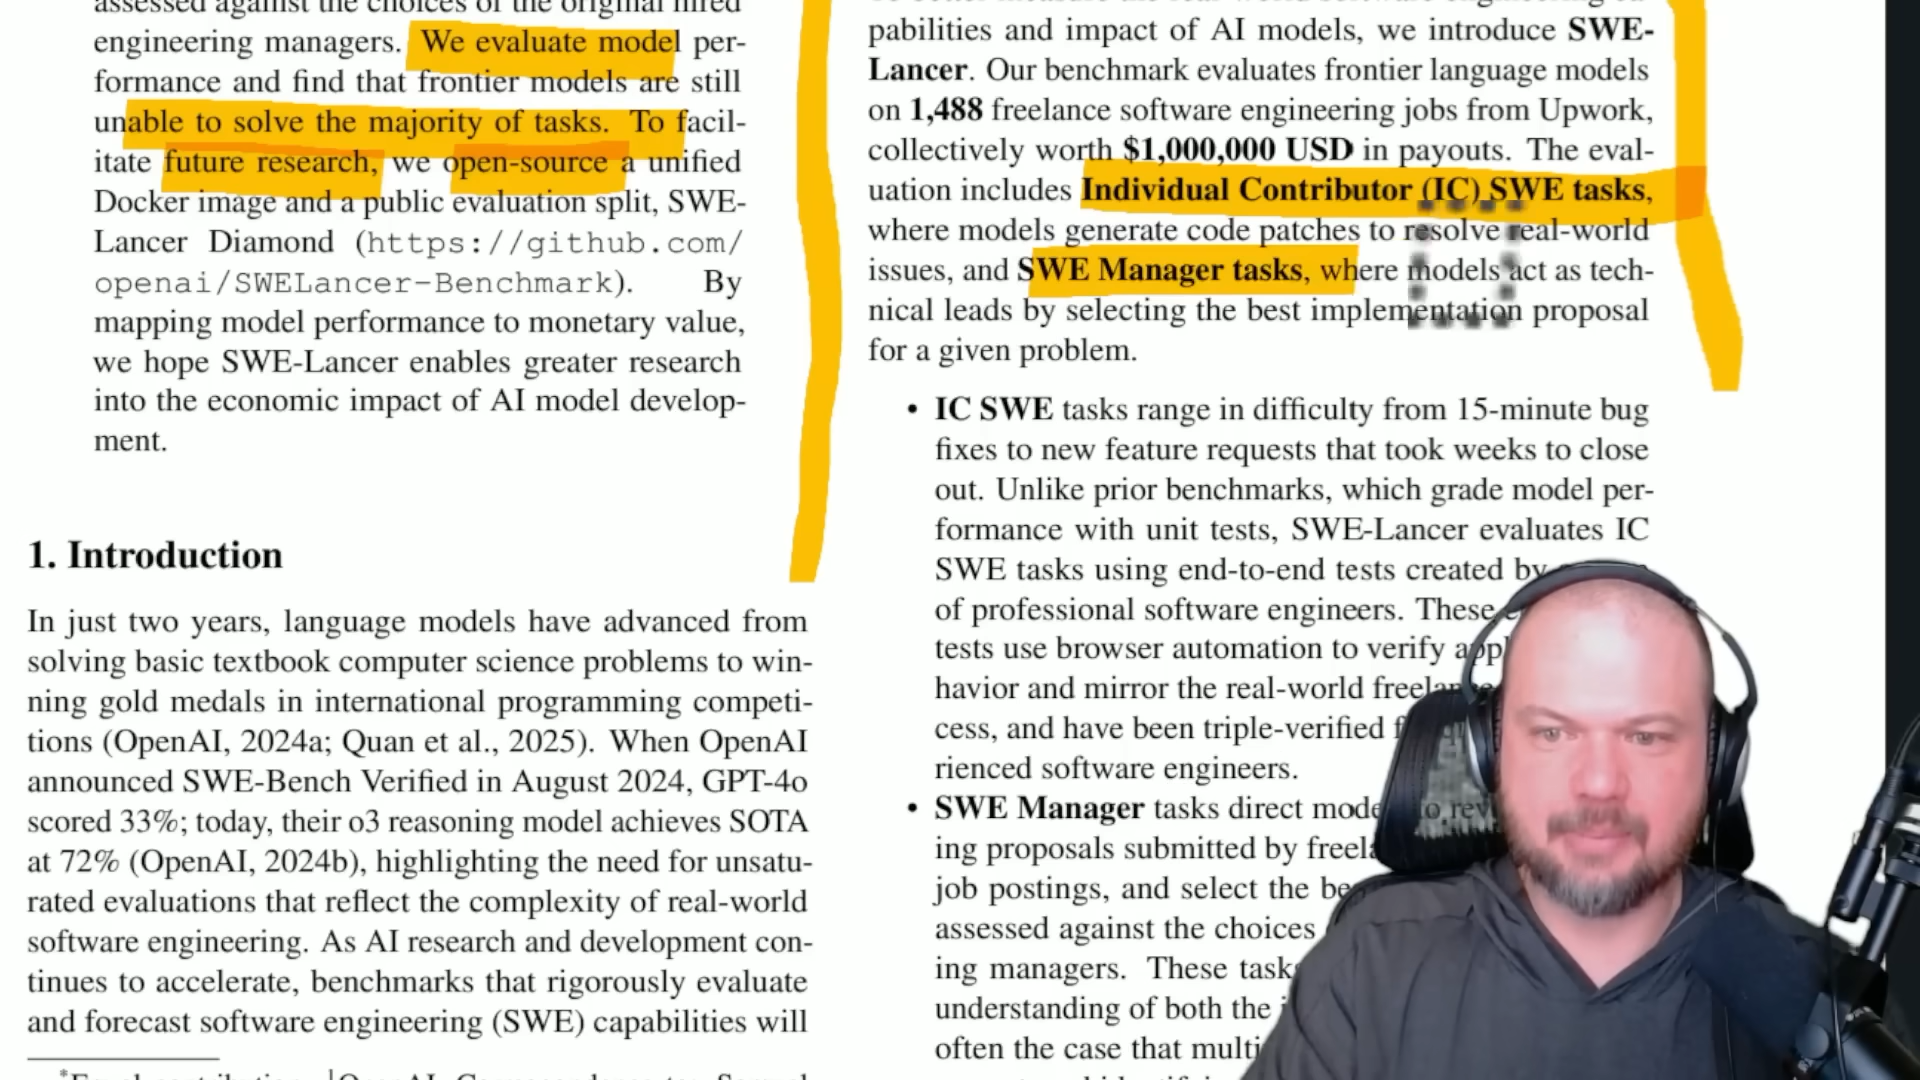 assessed against the choices of the original hired
engineering managers. We evaluate model per-
formance and find that frontier models are still
unable to solve the majority of tasks. To facil-
itate future research, we open-source a unified
Docker image and a public evaluation split, SWE-
Lancer Diamond (https://github.com/
openai/SWELancer-Benchmark). By
mapping model performance to monetary value,
we hope SWE-Lancer enables greater research
into the economic impact of AI model develop-
ment.
1. Introduction
In just two years, language models have advanced from
solving basic textbook computer science problems to win-
ning gold medals in international programming competi-
tions (OpenAI, 2024a; Quan et al., 2025). When OpenAI
announced SWE-Bench Verified in August 2024, GPT-4o
scored 33%; today, their o3 reasoning model achieves SOTA
at 72% (OpenAI, 2024b), highlighting the need for unsatu-
rated evaluations that reflect the complexity of real-world
software engineering. As AI research and development con-
tinues to accelerate, benchmarks that rigorously evaluate
and forecast software engineering (SWE) capabilities will
pabilities and impact of AI models, we introduce SWE-
Lancer. Our benchmark evaluates frontier language models
on 1,488 freelance software engineering jobs from Upwork,
collectively worth $1,000,000 USD in payouts. The eval-
uation includes Individual Contributor (IC) SWE tasks,
where models generate code patches to resolve real-world
issues, and SWE Manager tasks, where models act as tech-
nical leads by selecting the best implementation proposal
for a given problem.
• IC SWE tasks range in difficulty from 15-minute bug
fixes to new feature requests that took weeks to close
out. Unlike prior benchmarks, which grade model per-
formance with unit tests, SWE-Lancer evaluates IC
SWE tasks using end-to-end tests created by
of professional software engineers. These
tests use browser automation to verify app
havior and mirror the real-world
cess, and have been triple-verified
rienced software engineers.
• SWE Manager tasks direct
ing proposals submitted by
job postings, and select the
assessed against the choices
ing managers. These
understanding of both the
often the case that